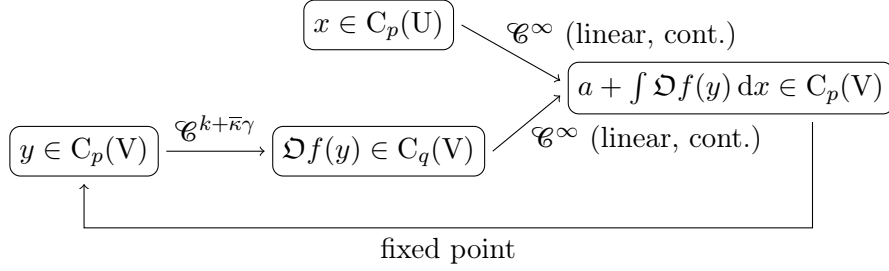 x ∈ C_p(U)
𝒞^∞ (linear, cont.)
a + ∫ 𝔇f(y) dx ∈ C_p(V)
y ∈ C_p(V)
𝒞^{k+κ̅γ}
𝔇f(y) ∈ C_q(V)
𝒞^∞ (linear, cont.)
fixed point